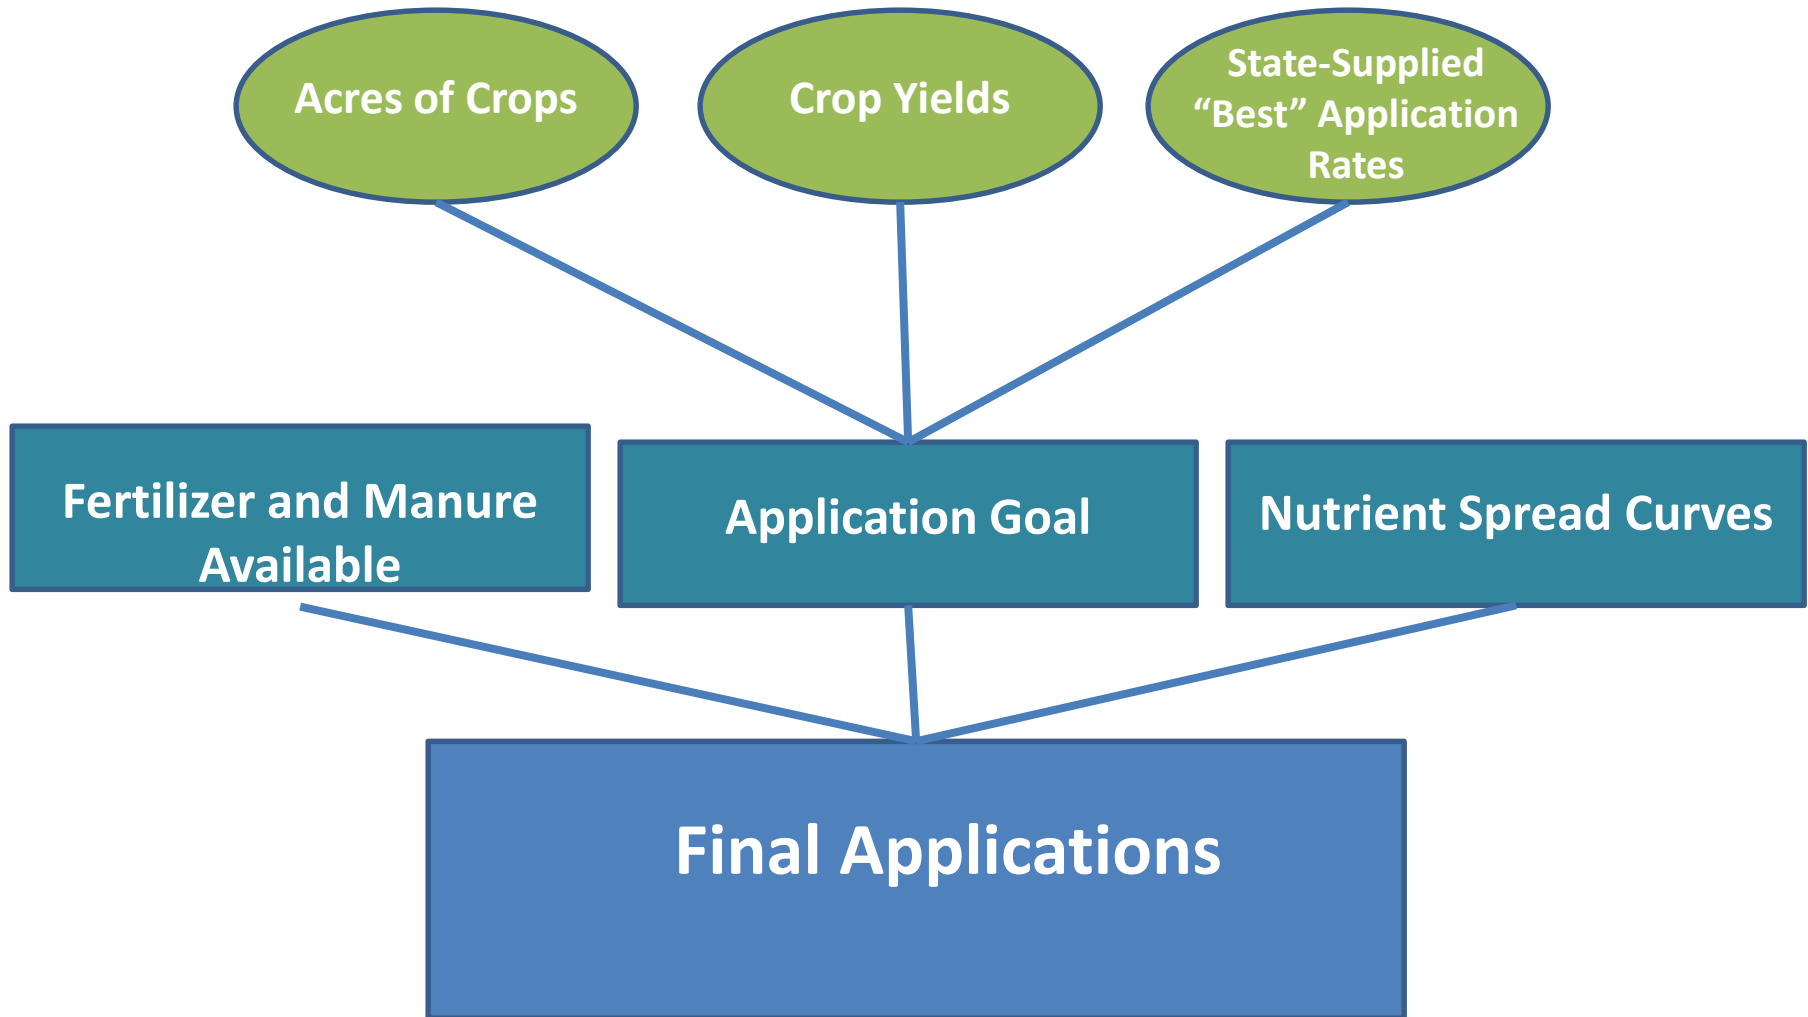 Acres of Crops
Crop Yields
State-Supplied
“Best” Application
Rates
Fertilizer and Manure
Available
Application Goal
Nutrient Spread Curves
Final Applications